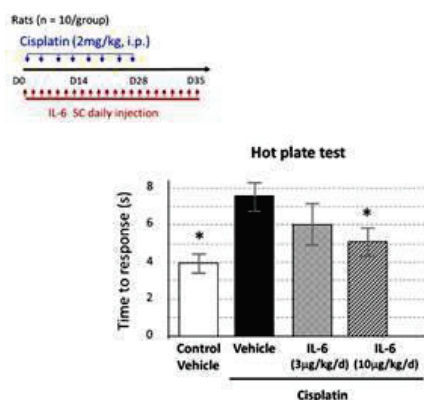 Rats (n = 10/group)
Cisplatin (2mg/kg, i.p.)
D0 D14 D28 D35
IL-6 SC daily injection
Hot plate test
Time to response (s)
8
6
4
2
0
*
*
Control Vehicle IL-6 IL-6
Vehicle (3µg/kg/d) (10µg/kg/d)
Cisplatin